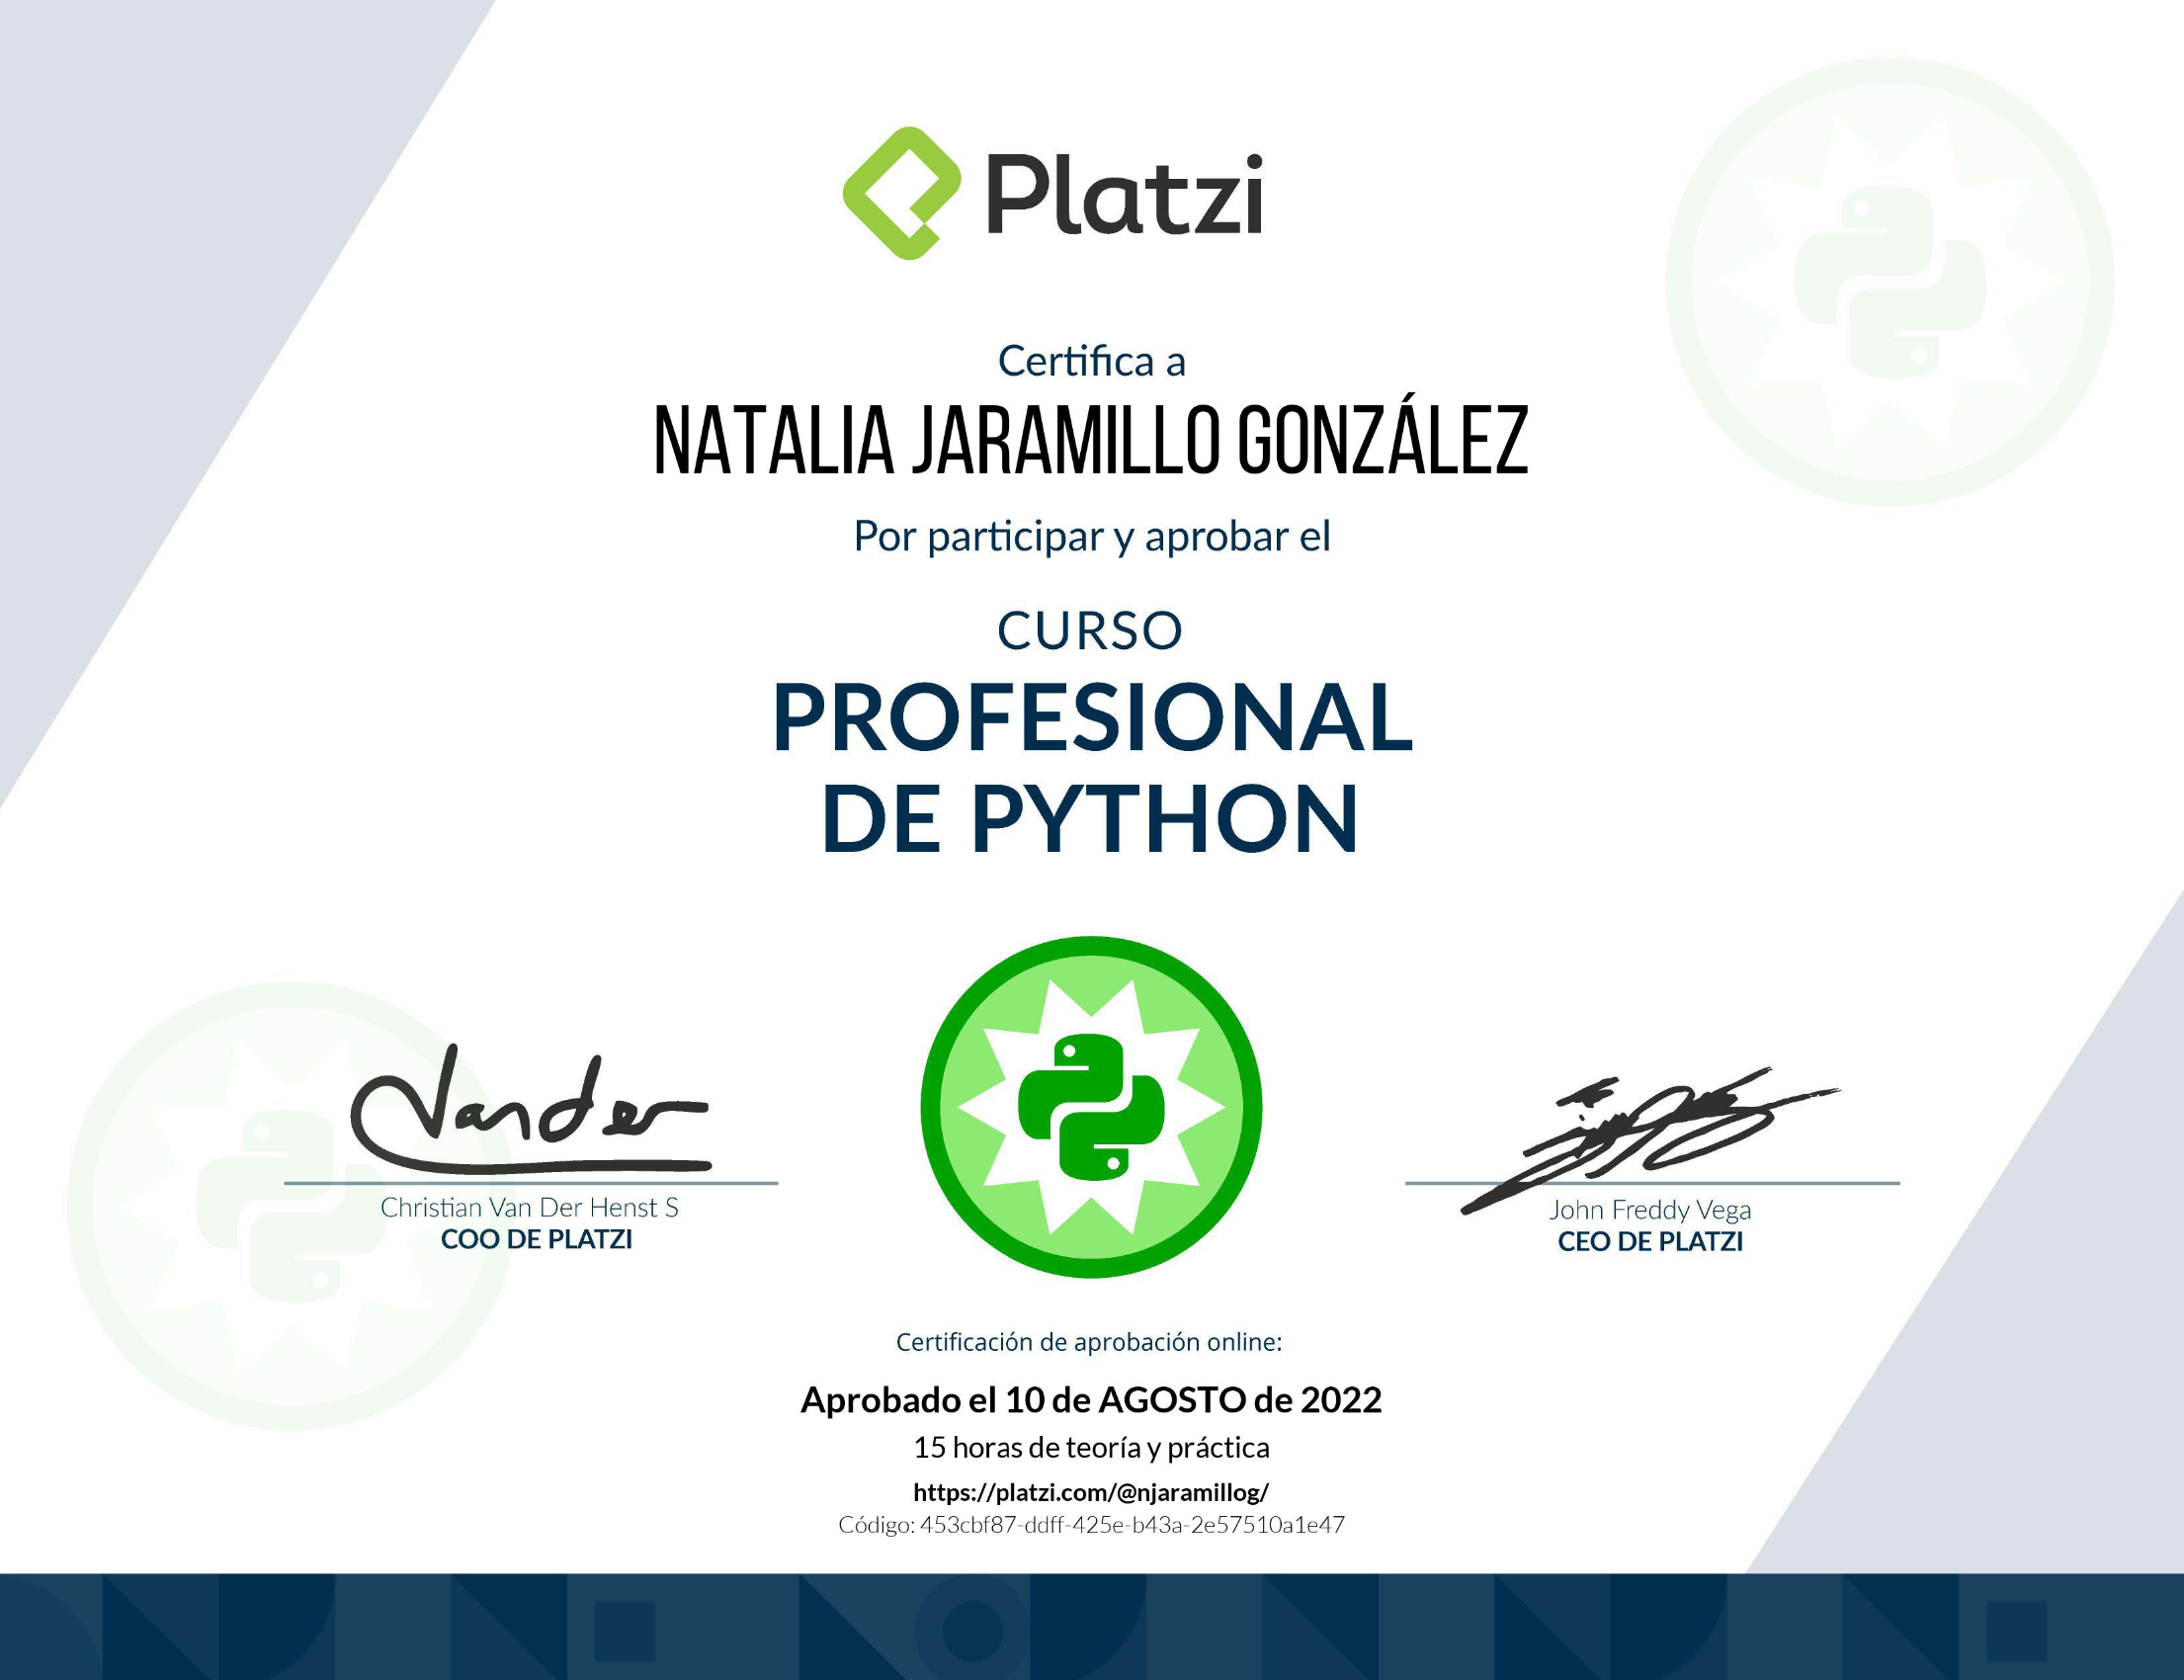 Platzi
Certifica a
NATALIA JARAMILLO GONZÁLEZ
Por participar y aprobar el
CURSO
PROFESIONAL
DE PYTHON
Vander
Christian Van Der Henst S
COO DE PLATZI
John Freddy Vega
CEO DE PLATZI
Certificación de aprobación online:
Aprobado el 10 de AGOSTO de 2022
15 horas de teoría y práctica
https://platzi.com/@njaramillog/
Código: 453cbf87-ddff-425e-b43a-2e57510a1e47